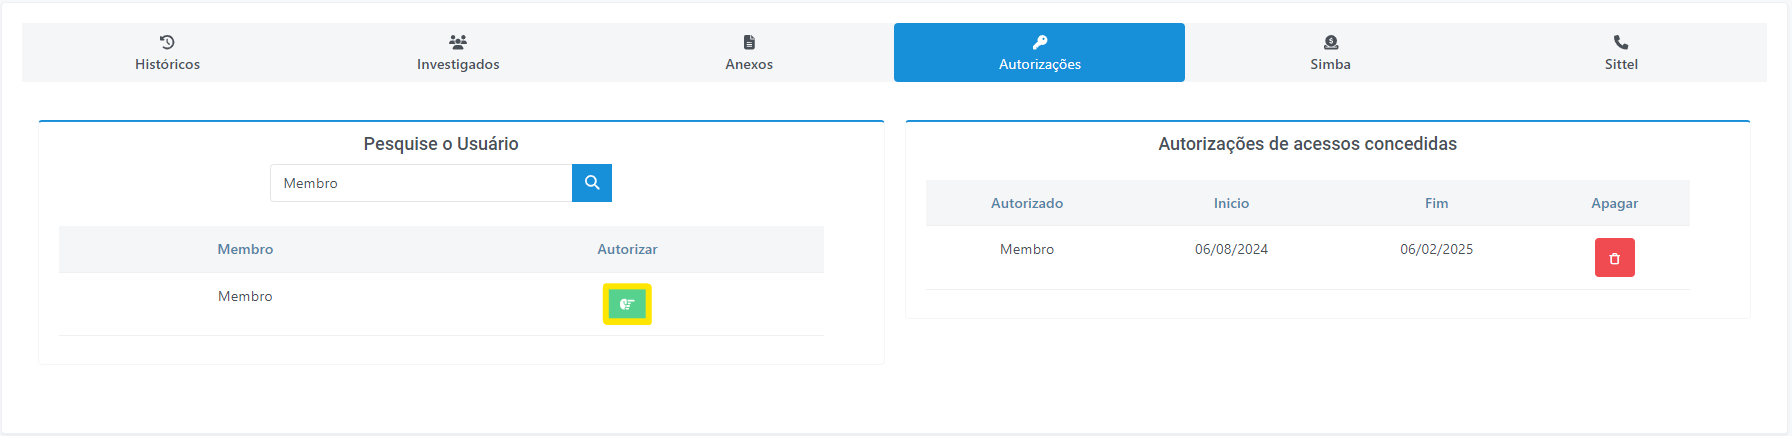 Históricos
Investigados
Anexos
Autorizações
Simba
Sittel
Pesquise o Usuário
Membro
Membro Autorizar
Membro
Autorizações de acessos concedidas
Autorizado Inicio Fim Apagar
Membro 06/08/2024 06/02/2025